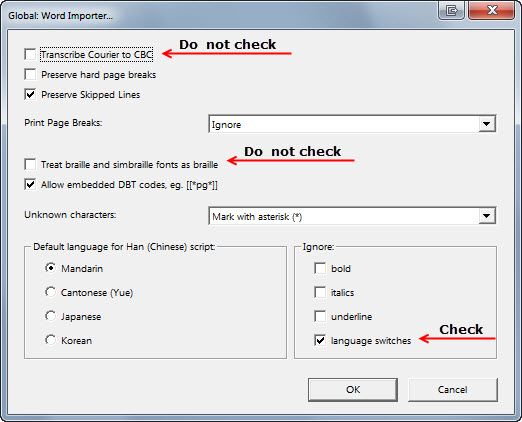 Global: Word Importer...
Do not check
Transcribe Courier to CBC
Preserve hard page breaks
Preserve Skipped Lines
Print Page Breaks: Ignore
Do not check
Treat braille and simbraille fonts as braille
Allow embedded DBT codes, eg. [[*pg*]]
Unknown characters: Mark with asterisk (*)
Default language for Han (Chinese) script:
Mandarin
Cantonese (Yue)
Japanese
Korean
Ignore:
bold
italics
underline
language switches
Check
OK
Cancel